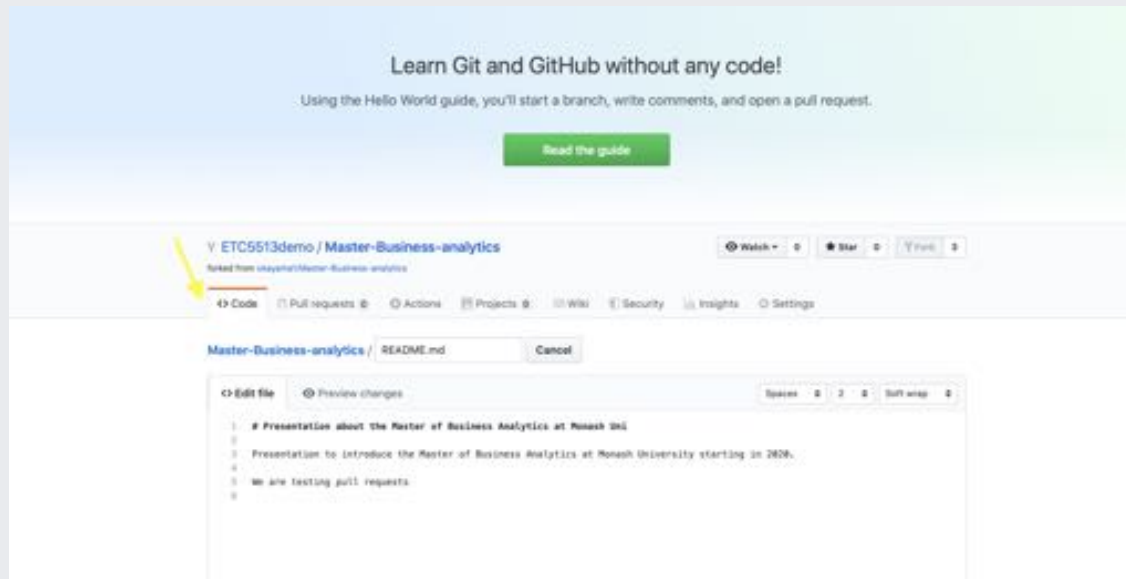 Learn Git and GitHub without any code!
Using the Hello World guide, you'll start a branch, write comments, and open a pull request.
Read the guide
ETC5513demo / Master-Business-analytics
Watch 0 Star 0 Fork 0
forked from /Master-Business-analytics
<> Code Pull requests 0 Actions Projects 0 Wiki Security Insights Settings
Master-Business-analytics / README.md Cancel
<> Edit file Preview changes Spaces 2 Soft wrap
1 # Presentation about the Master of Business Analytics at Monash Uni
2
3 Presentation to introduce the Master of Business Analytics at Monash University starting in 2020.
4
5 We are testing pull requests
6